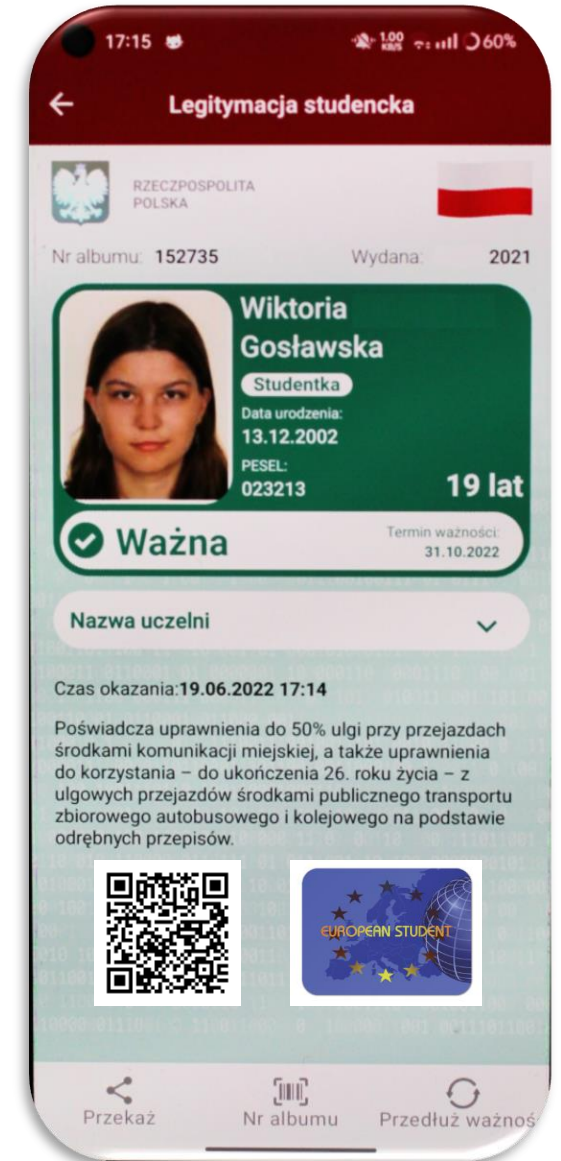 17:15
1.00
KB/S
60%
Legitymacja studencka
RZECZPOSPOLITA
POLSKA
Nr albumu: 152735
Wydana: 2021
Wiktoria
Gosławska
Studentka
Data urodzenia:
13.12.2002
PESEL:
023213
19 lat
Ważna
Termin ważności:
31.10.2022
Nazwa uczelni
Czas okazania:19.06.2022 17:14
Poświadcza uprawnienia do 50% ulgi przy przejazdach
środkami komunikacji miejskiej, a także uprawnienia
do korzystania – do ukończenia 26. roku życia – z
ulgowych przejazdów środkami publicznego transportu
zbiorowego autobusowego i kolejowego na podstawie
odrębnych przepisów.
EUROPEAN STUDENT
Przekaż
Nr albumu
Przedłuż ważnoś